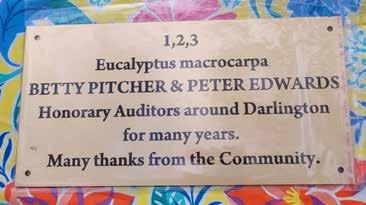 1,2,3
Eucalyptus macrocarpa
BETTY PITCHER & PETER EDWARDS
Honorary Auditors around Darlington
for many years.
Many thanks from the Community.